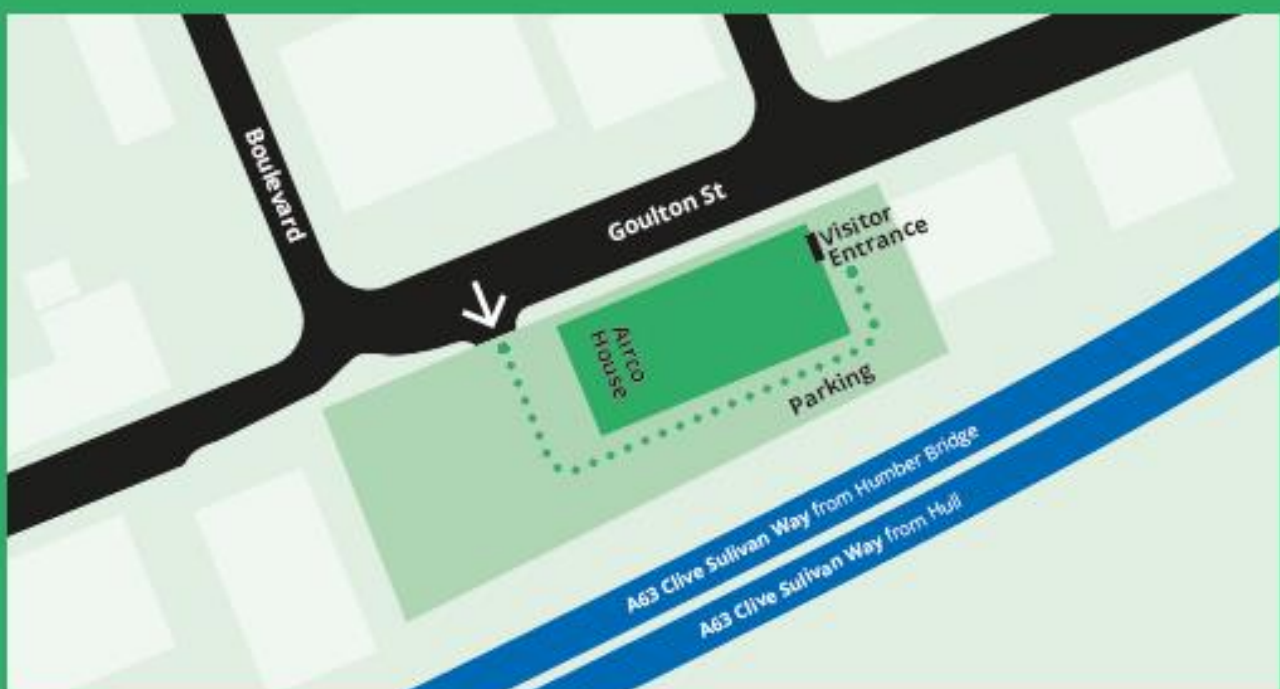 Boulevard
Goulton St
Visitor
Entrance
Airco
House
Parking
A63 Clive Sulivan Way from Humber Bridge
A63 Clive Sulivan Way from Hull